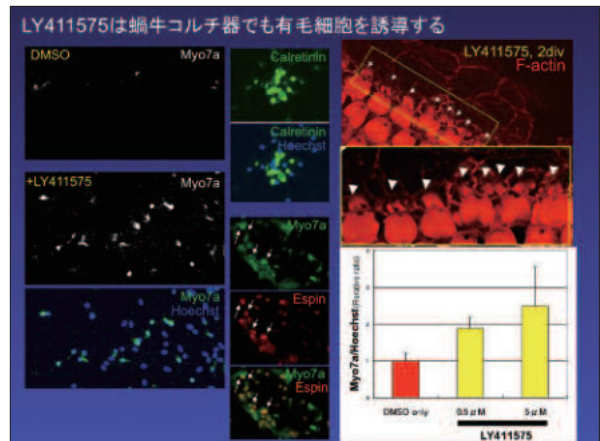 LY411575は蝸牛コルチ器でも有毛細胞を誘導する
DMSO
Myo7a
+LY411575
Myo7a
Myo7a
Hoechst
Calretinin
Calretinin
Hoechst
Myo7a
Espin
Myo7a
Espin
LY411575, 2div
F-actin
Myo7a/Hoechst
DMSO only
0.5 μM
5 μM
LY411575